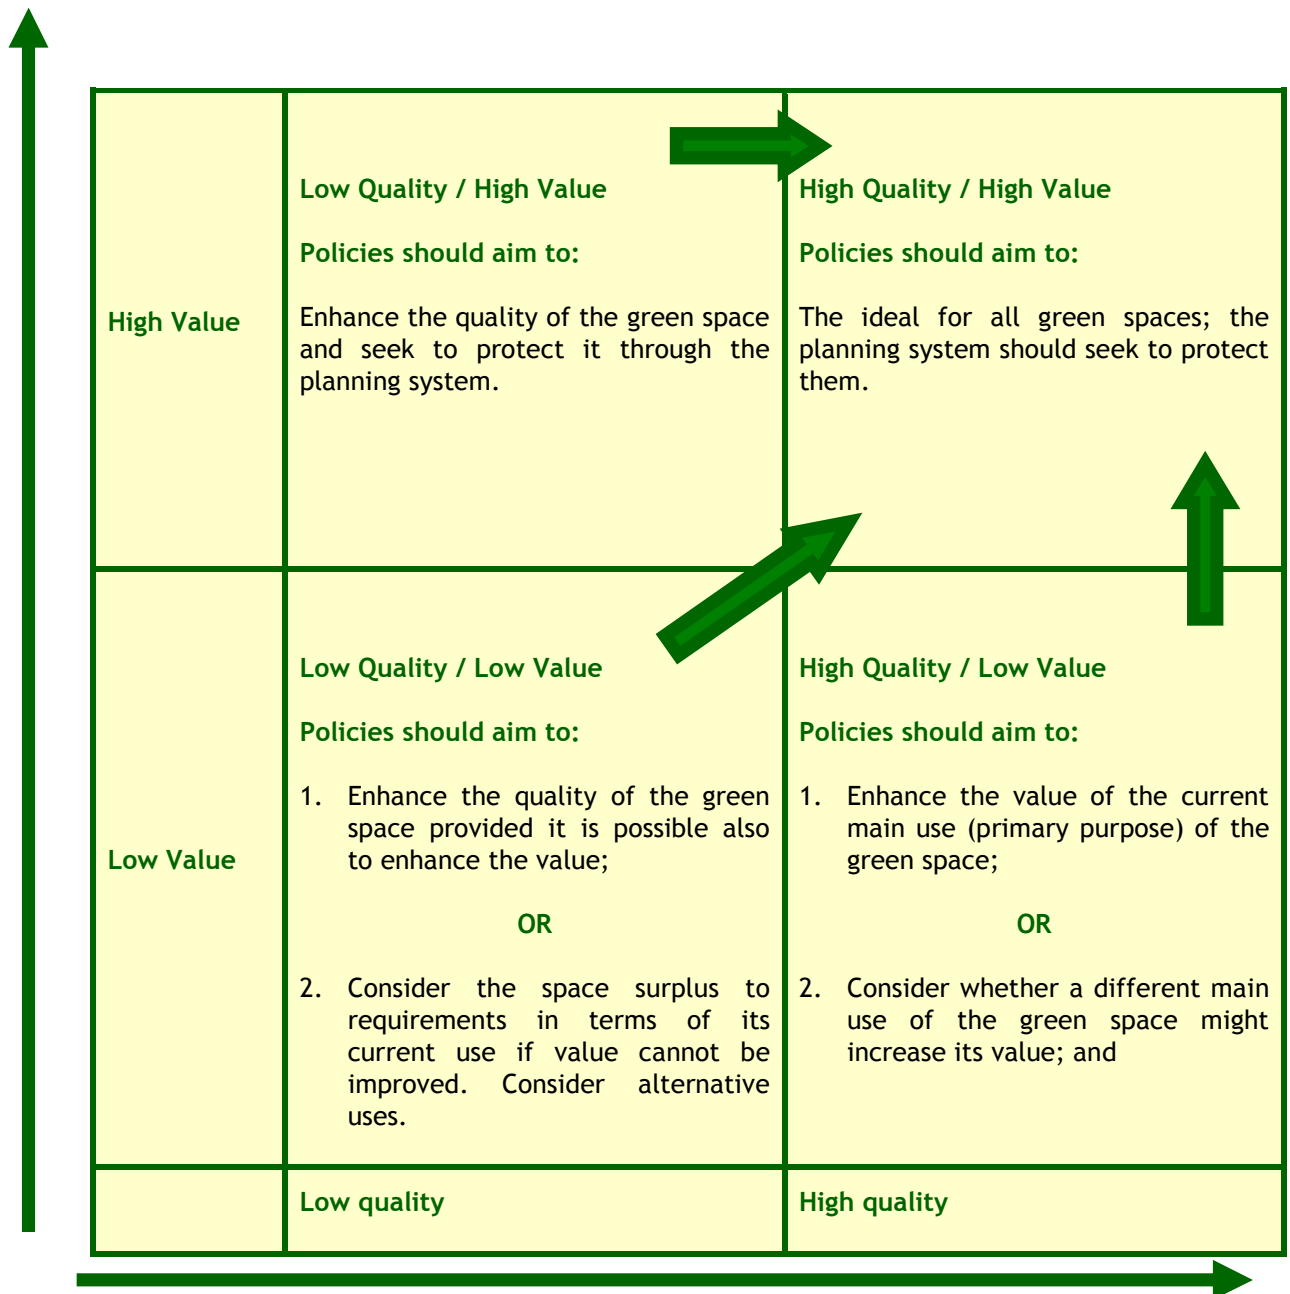 High Value
Low Quality / High Value
Policies should aim to:
Enhance the quality of the green space
and seek to protect it through the
planning system.
High Quality / High Value
Policies should aim to:
The ideal for all green spaces; the
planning system should seek to protect
them.
Low Value
Low Quality / Low Value
Policies should aim to:
1. Enhance the quality of the green
space provided it is possible also
to enhance the value;
OR
2. Consider the space surplus to
requirements in terms of its
current use if value cannot be
improved. Consider alternative
uses.
High Quality / Low Value
Policies should aim to:
1. Enhance the value of the current
main use (primary purpose) of the
green space;
OR
2. Consider whether a different main
use of the green space might
increase its value; and
Low quality
High quality